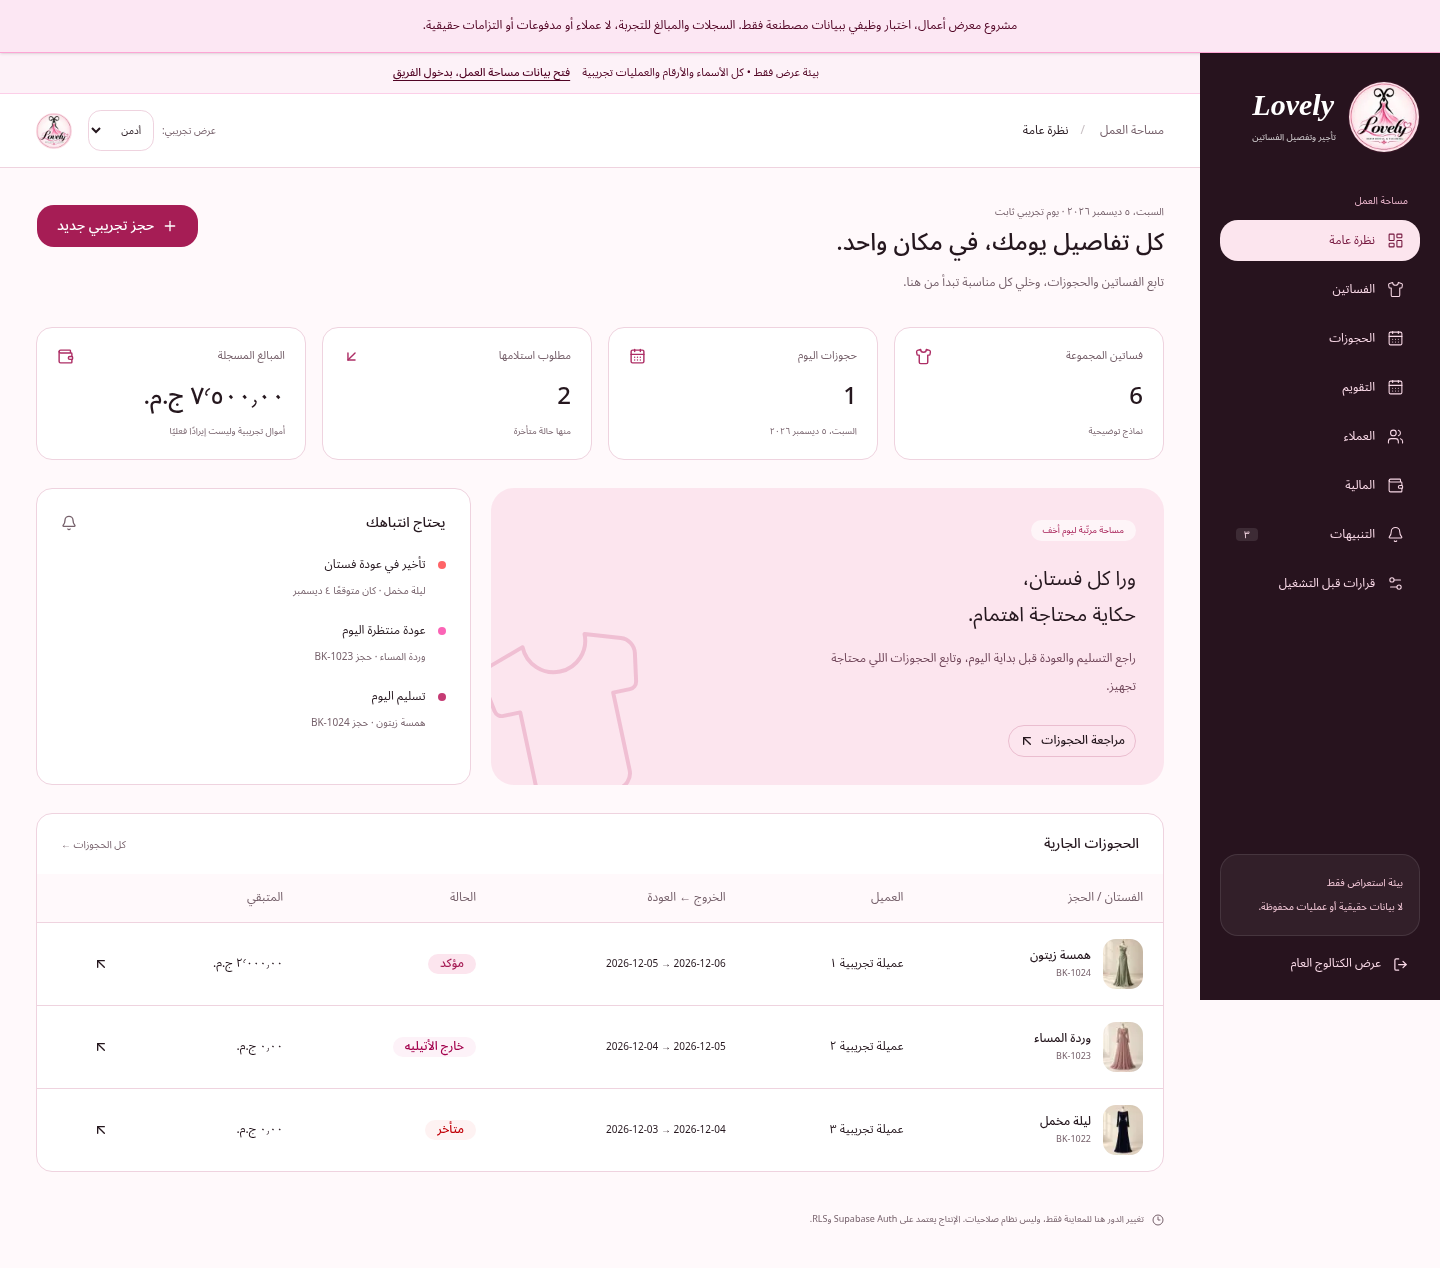 مشروع معرض أعمال، اختبار وظيفي ببيانات مصطنعة فقط. السجلات والمبالغ للتجربة، لا عملاء أو مدفوعات أو التزامات حقيقية.
بيئة عرض فقط • كل الأسماء والأرقام والعمليات تجريبية فتح بيانات مساحة العمل، بدخول الفريق
Lovely
تأجير وتفصيل الفساتين
مساحة العمل
نظرة عامة
الفساتين
الحجوزات
التقويم
العملاء
المالية
التنبيهات ٣
قرارات قبل التشغيل
بيئة استعراض فقط
لا بيانات حقيقية أو عمليات محفوظة.
عرض الكتالوج العام
مساحة العمل / نظرة عامة
عرض تجريبي: أدمن
Lovely
السبت، ٥ ديسمبر ٢٠٢٦ · يوم تجريبي ثابت
كل تفاصيل يومك، في مكان واحد.
تابع الفساتين والحجوزات، وخلي كل مناسبة تبدأ من هنا.
حجز تجريبي جديد
فساتين المجموعة
6
نماذج توضيحية
حجوزات اليوم
1
السبت، ٥ ديسمبر ٢٠٢٦
مطلوب استلامها
2
منها حالة متأخرة
المبالغ المسجلة
٧٬٥٠٠٫٠٠ ج.م.
أموال تجريبية وليست إيرادًا فعليًا
مساحة مرتّبة ليوم أخف
ورا كل فستان،
حكاية محتاجة اهتمام.
راجع التسليم والعودة قبل بداية اليوم، وتابع الحجوزات اللي محتاجة
تجهيز.
مراجعة الحجوزات
يحتاج انتباهك
تأخير في عودة فستان
ليلة مخمل · كان متوقعًا ٤ ديسمبر
عودة منتظرة اليوم
وردة المساء · حجز BK-1023
تسليم اليوم
همسة زيتون · حجز BK-1024
الحجوزات الجارية
كل الحجوزات ←
الفستان / الحجز العميل الخروج ← العودة الحالة المتبقي
همسة زيتون عميلة تجريبية ١ 2026-12-05 → 2026-12-06 مؤكد ٢٬٠٠٠٫٠٠ ج.م.
BK-1024
وردة المساء عميلة تجريبية ٢ 2026-12-04 → 2026-12-05 خارج الأتيليه ٠٫٠٠ ج.م.
BK-1023
ليلة مخمل عميلة تجريبية ٣ 2026-12-03 → 2026-12-04 متأخر ٠٫٠٠ ج.م.
BK-1022
تغيير الدور هنا للمعاينة فقط، وليس نظام صلاحيات. الإنتاج يعتمد على Supabase Auth وRLS.